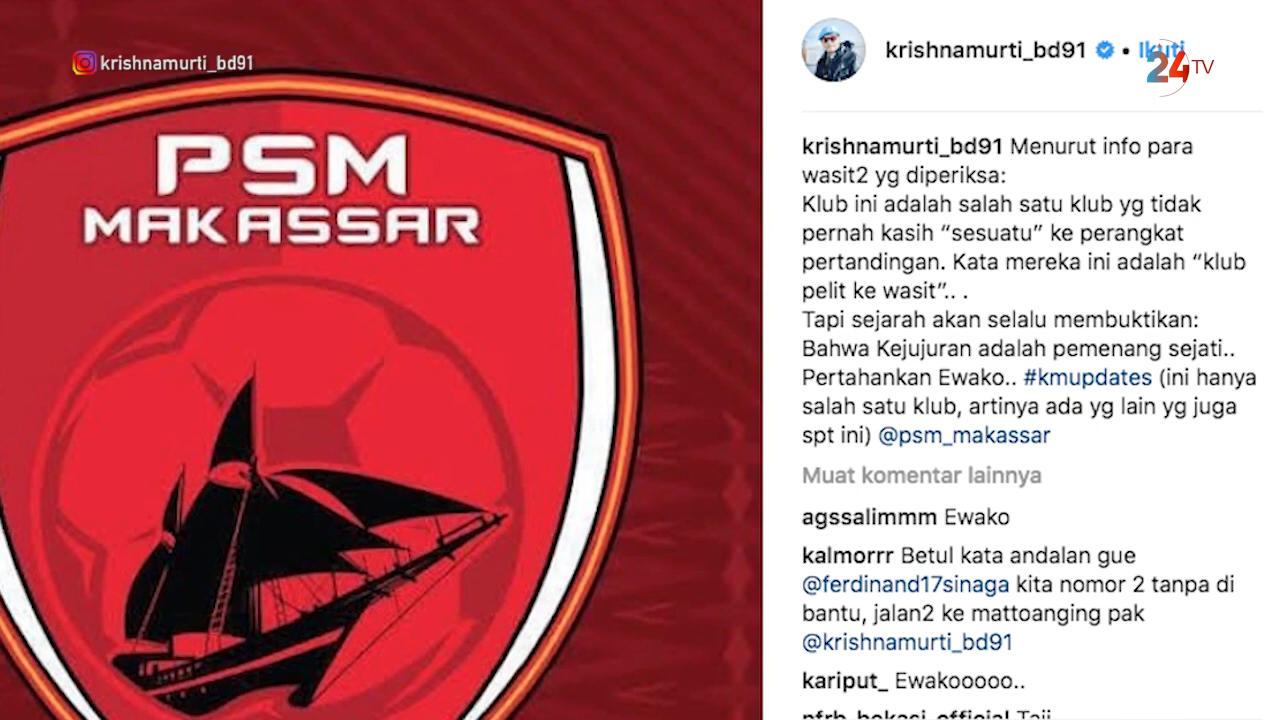 krishnamurti_bd91
PSM
MAKASSAR
krishnamurti_bd91 • Ikuti
24 TV
krishnamurti_bd91 Menurut info para
wasit2 yg diperiksa:
Klub ini adalah salah satu klub yg tidak
pernah kasih “sesuatu” ke perangkat
pertandingan. Kata mereka ini adalah “klub
pelit ke wasit”.. .
Tapi sejarah akan selalu membuktikan:
Bahwa Kejujuran adalah pemenang sejati..
Pertahankan Ewako.. #kmupdates (ini hanya
salah satu klub, artinya ada yg lain yg juga
spt ini) @psm_makassar
Muat komentar lainnya
agssalimmm Ewako
kalmorrr Betul kata andalan gue
@ferdinand17sinaga kita nomor 2 tanpa di
bantu, jalan2 ke mattoanging pak
@krishnamurti_bd91
kariput_ Ewakooooo..